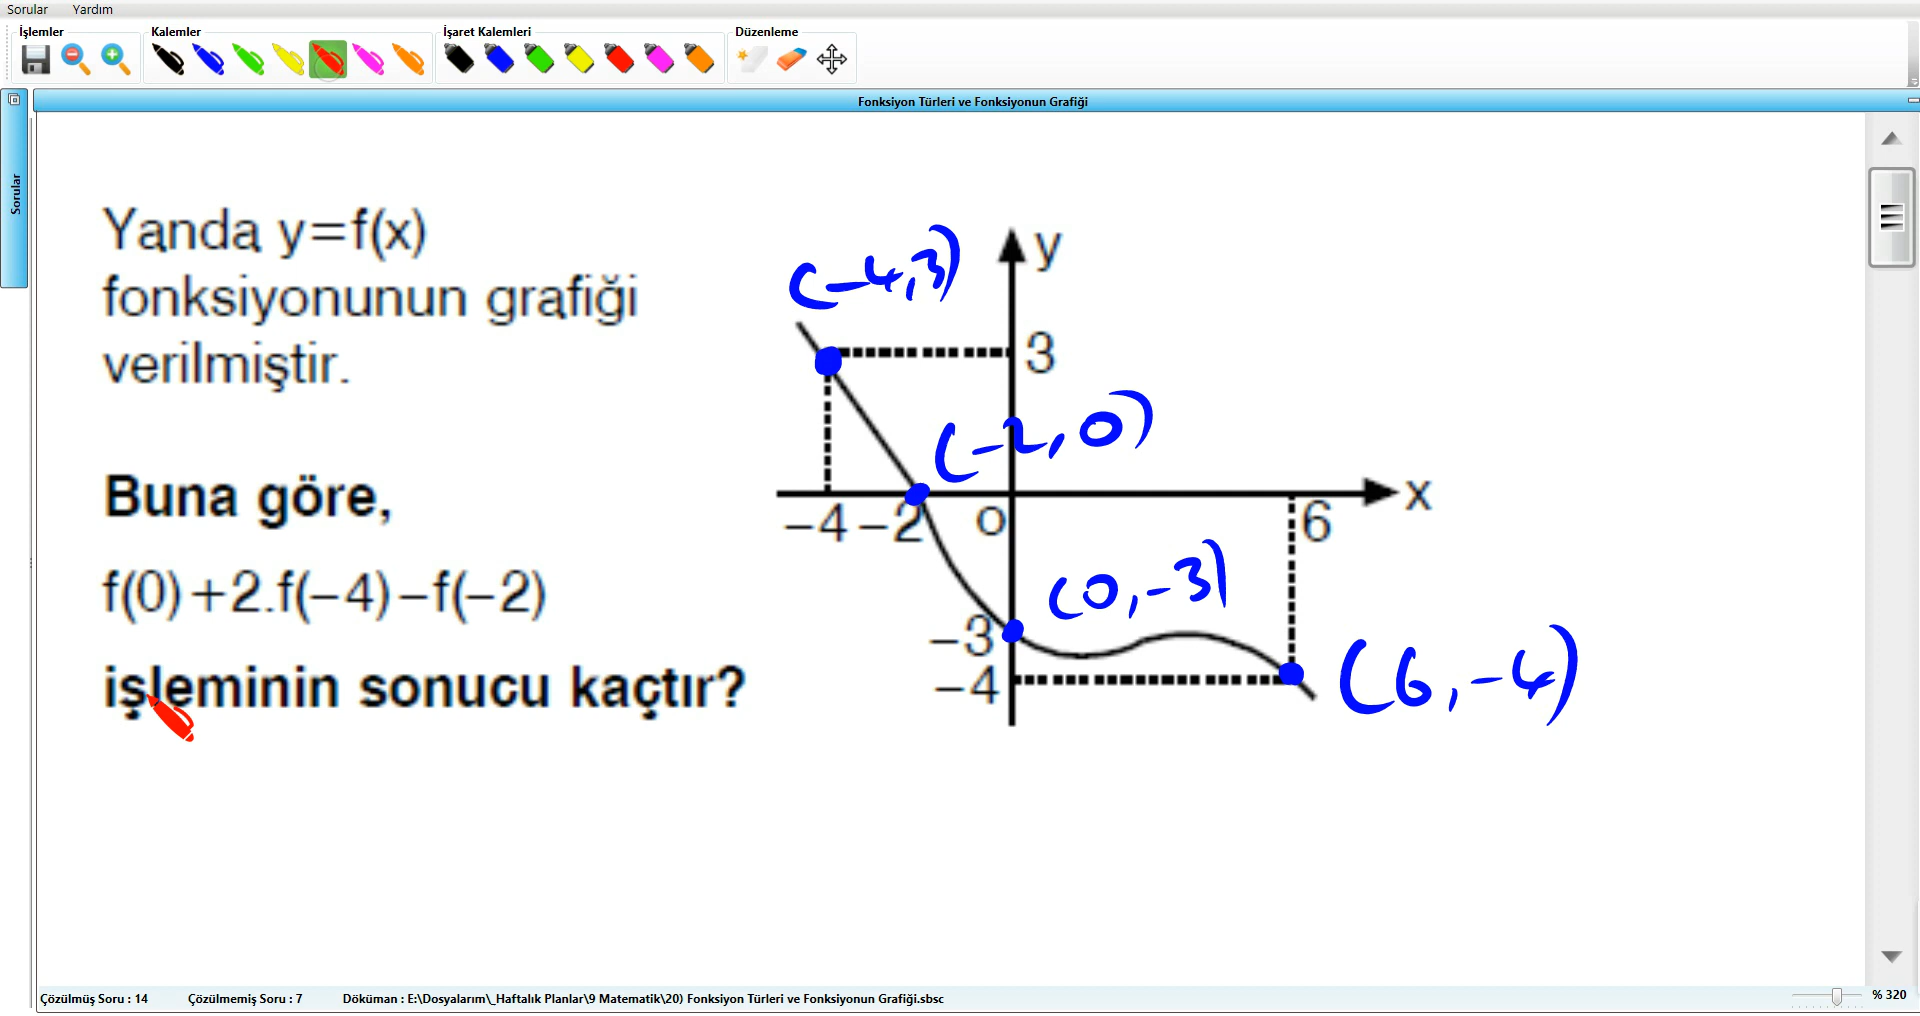 Sorular Yardım
İşlemler Kalemler İşaret Kalemleri Düzenleme
Fonksiyon Türleri ve Fonksiyonun Grafiği
Sorular
Yanda y=f(x)
fonksiyonunun grafiği
verilmiştir.
Buna göre,
f(0)+2.f(−4)−f(−2)
işleminin sonucu kaçtır?
(-4,3)
y
3
(-2,0)
−4 −2 O 6 x
(0,-3)
−3
−4
(6,-4)
Çözülmüş Soru : 14 Çözülmemiş Soru : 7 Döküman : E:\Dosyalarım\_Haftalık Planlar\9 Matematik\20) Fonksiyon Türleri ve Fonksiyonun Grafiği.sbsc % 320